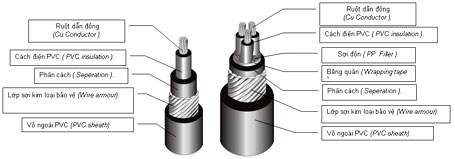 Ruột dẫn đồng
(Cu Conductor ).
Cách điện PVC ( PVC insulation ).
Phân cách ( Seperation ).
Lớp sợi kim loại bảo vệ (Wire armour).
Vỏ ngoài PVC (PVC sheath)
Ruột dẫn đồng
(Cu Conductor ).
Cách điện PVC ( PVC insulation ).
Sợi độn ( PP. Filler ).
Băng quấn ( Wrapping tape
)
Phân cách ( Seperation ).
Lớp sợi kim loại bảo vệ (Wire armour).
Vỏ ngoài PVC (PVC sheath)